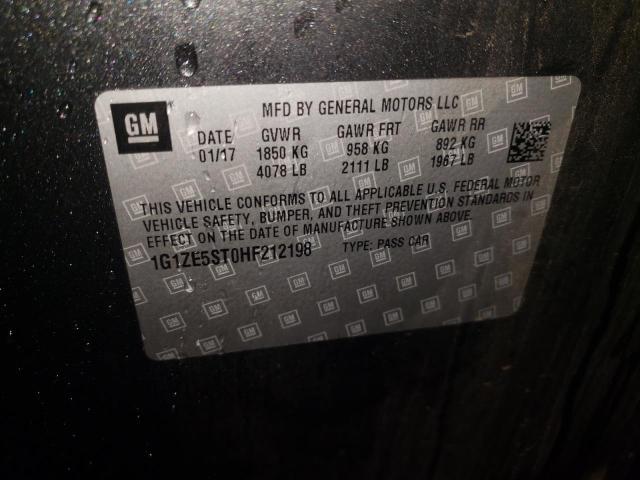 GM
MFD BY GENERAL MOTORS LLC
DATE GVWR GAWR FRT GAWR RR
01/17 1850 KG 958 KG 892 KG
4078 LB 2111 LB 1967 LB
THIS VEHICLE CONFORMS TO ALL APPLICABLE U.S. FEDERAL MOTOR
VEHICLE SAFETY, BUMPER, AND THEFT PREVENTION STANDARDS IN
EFFECT ON THE DATE OF MANUFACTURE SHOWN ABOVE.
1G1ZE5ST0HF212198 TYPE: PASS CAR